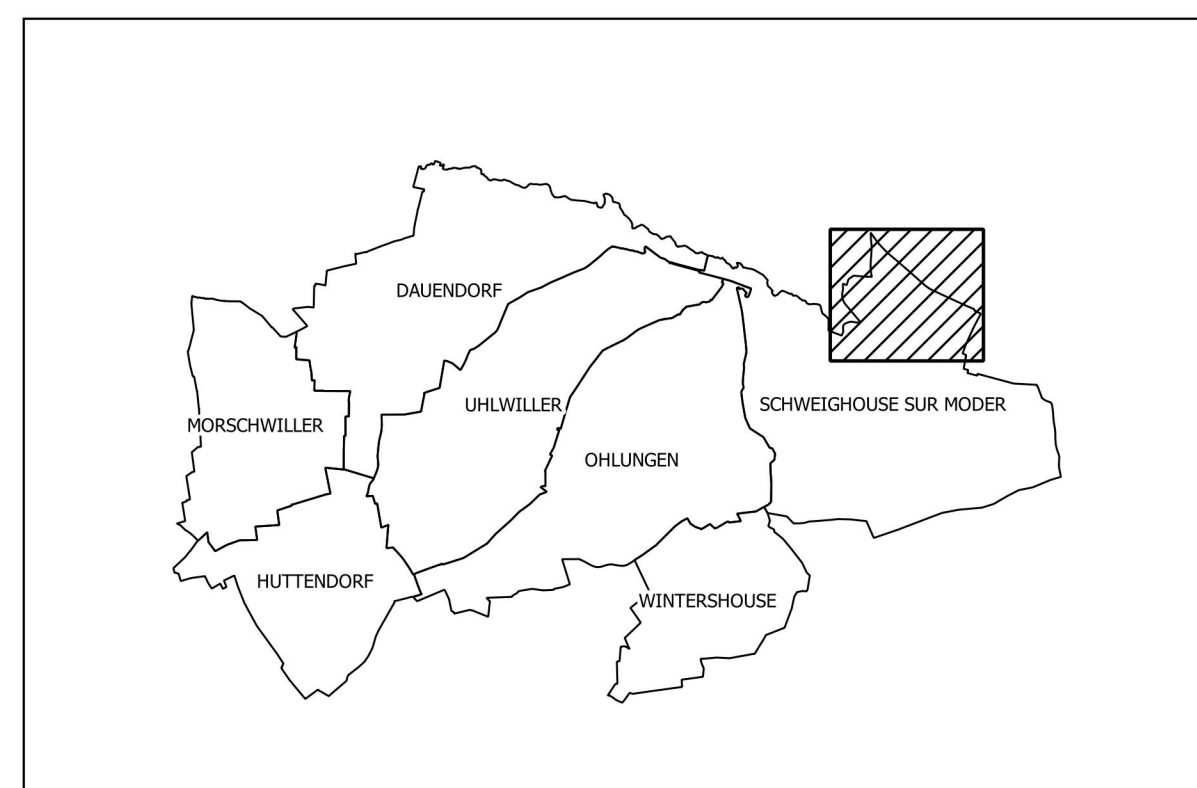 DAUENDORF
UHLWILLER
SCHWEIGHOUSE SUR MODER
MORSCHWILLER
OHLUNGEN
HUTTENDORF
WINTERSHOUSE